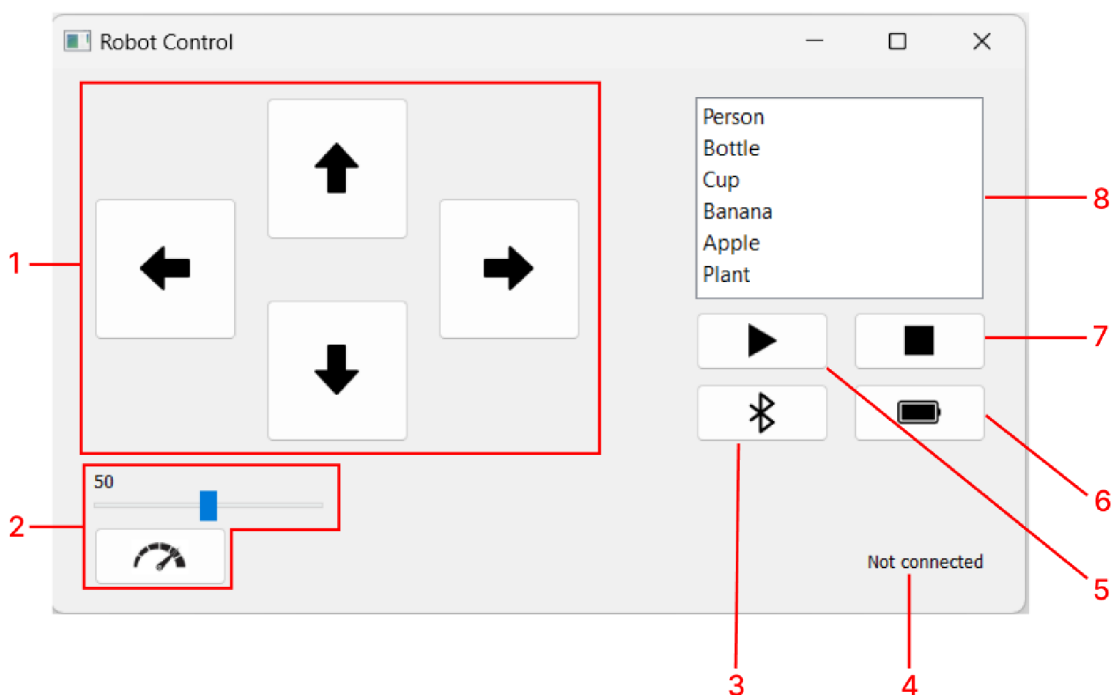 Robot Control
Person
Bottle
Cup
Banana
Apple
Plant
8
1
7
50
2
6
Not connected
5
3
4